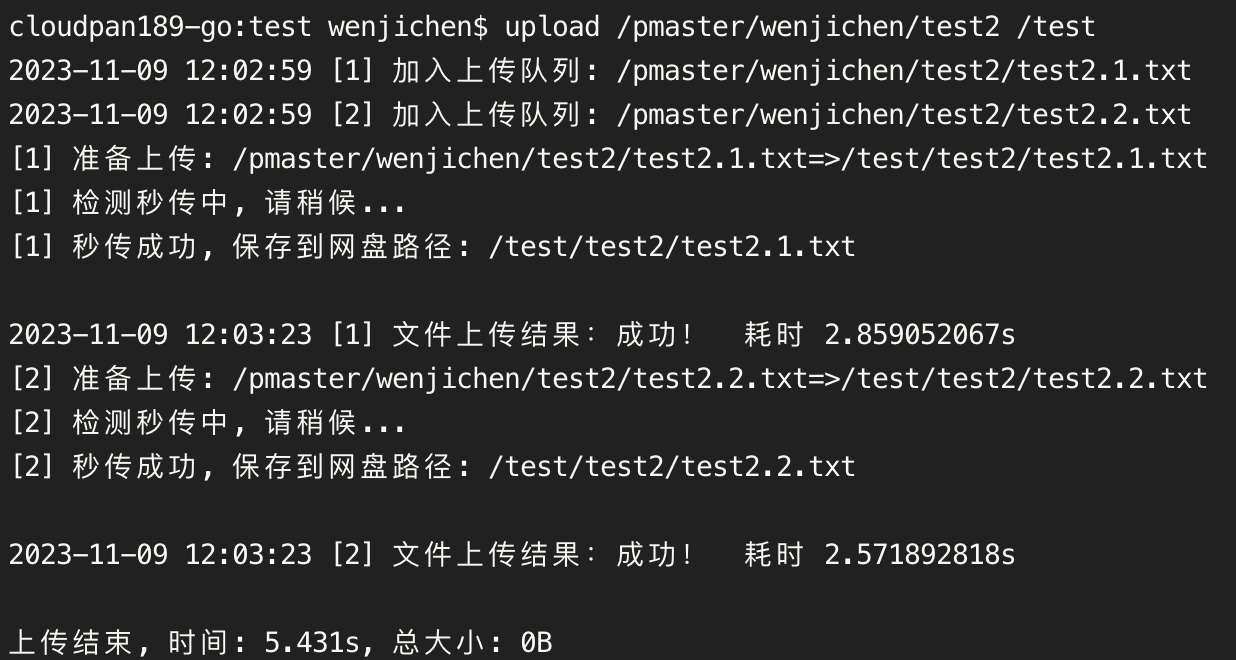 cloudpan189-go:test wenjichen$ upload /pmaster/wenjichen/test2 /test
2023-11-09 12:02:59 [1] 加入上传队列: /pmaster/wenjichen/test2/test2.1.txt
2023-11-09 12:02:59 [2] 加入上传队列: /pmaster/wenjichen/test2/test2.2.txt
[1] 准备上传: /pmaster/wenjichen/test2/test2.1.txt=>/test/test2/test2.1.txt
[1] 检测秒传中, 请稍候...
[1] 秒传成功, 保存到网盘路径: /test/test2/test2.1.txt
2023-11-09 12:03:23 [1] 文件上传结果：成功！  耗时 2.859052067s
[2] 准备上传: /pmaster/wenjichen/test2/test2.2.txt=>/test/test2/test2.2.txt
[2] 检测秒传中, 请稍候...
[2] 秒传成功, 保存到网盘路径: /test/test2/test2.2.txt
2023-11-09 12:03:23 [2] 文件上传结果：成功！  耗时 2.571892818s
上传结束, 时间: 5.431s, 总大小: 0B